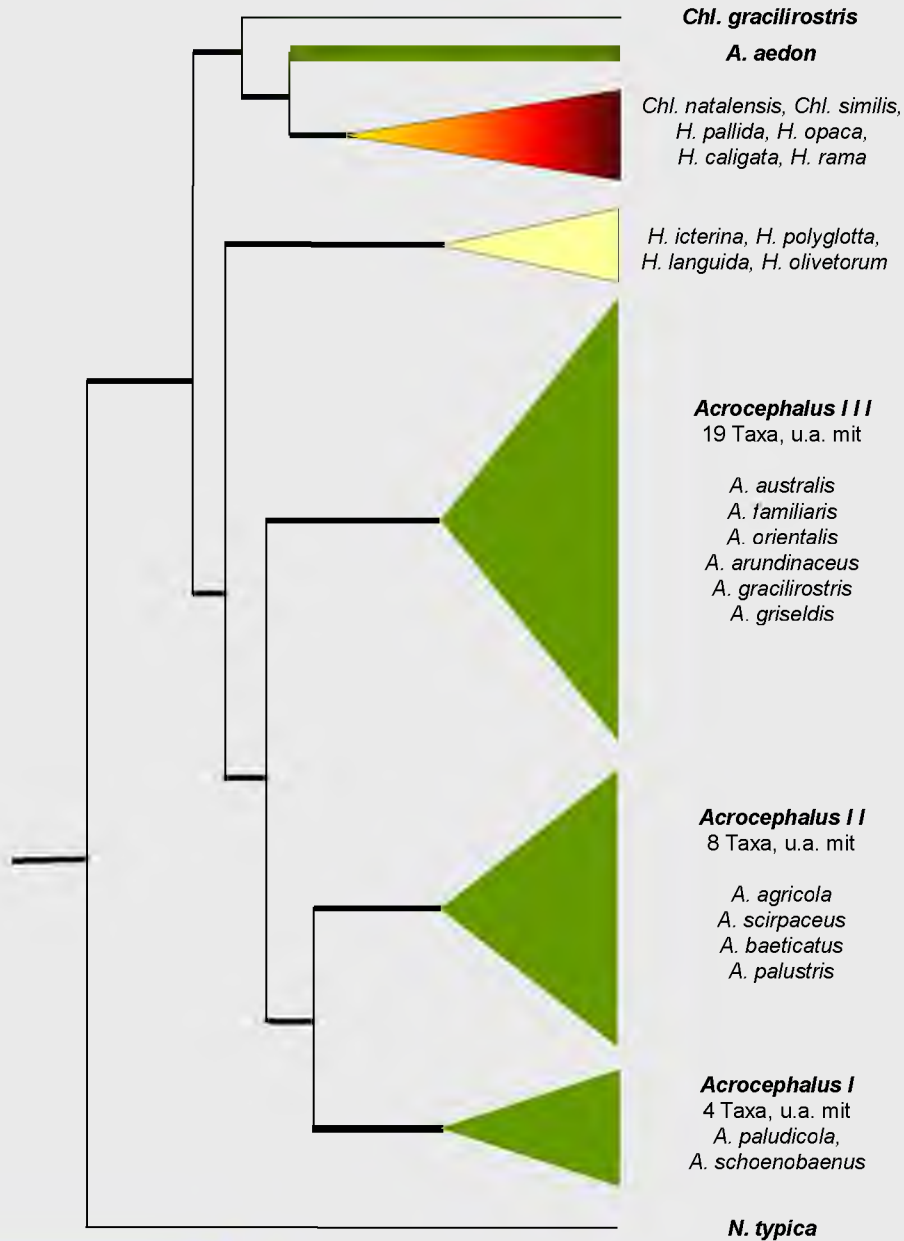 Chl. gracilirostris
A. aedon
Chl. natalensis, Chl. similis,
H. pallida, H. opaca,
H. caligata, H. rama
H. icterina, H. polyglotta,
H. languida, H. olivetorum
Acrocephalus I I I
19 Taxa, u.a. mit
A. australis
A. familiaris
A. orientalis
A. arundinaceus
A. gracilirostris
A. griseldis
Acrocephalus I I
8 Taxa, u.a. mit
A. agricola
A. scirpaceus
A. baeticatus
A. palustris
Acrocephalus I
4 Taxa, u.a. mit
A. paludicola,
A. schoenobaenus
N. typica